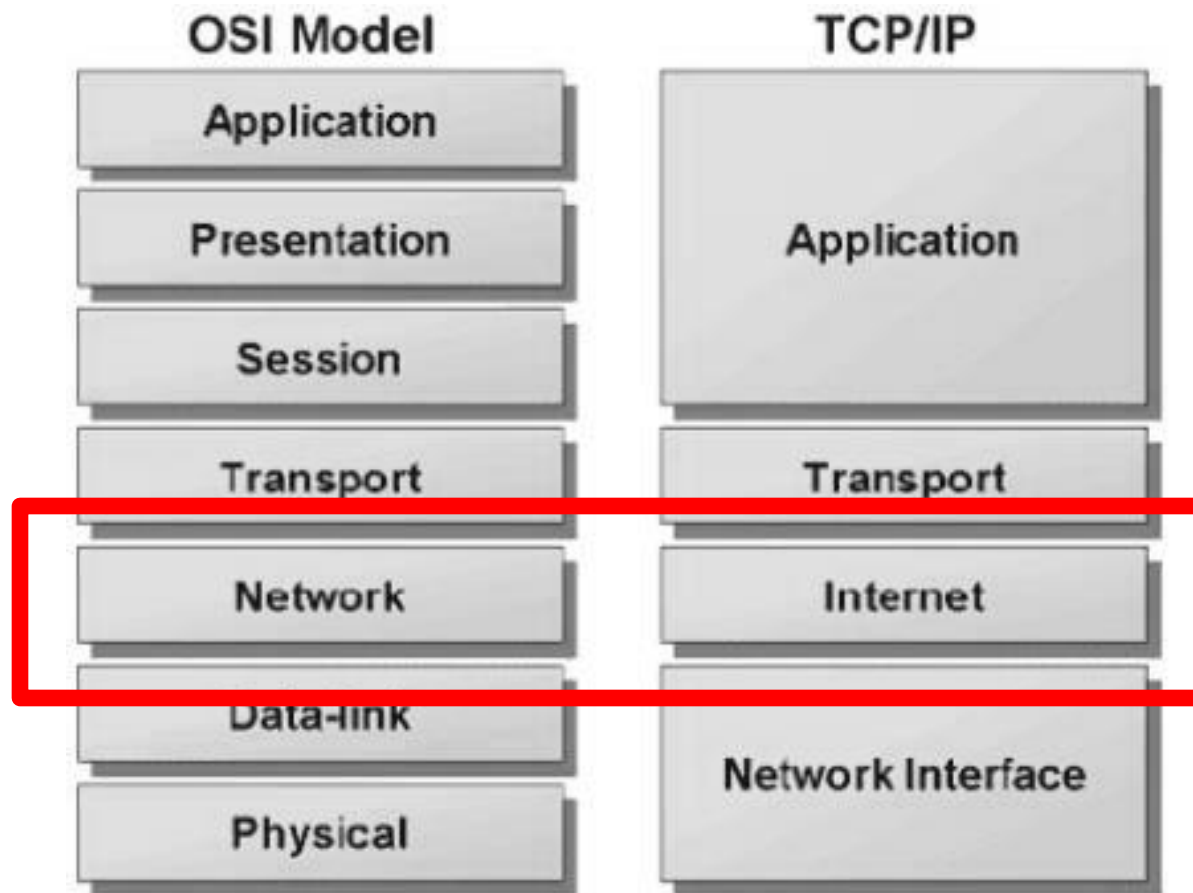 OSI Model
TCP/IP
Application
Presentation
Session
Transport
Network
Data-link
Physical
Application
Transport
Internet
Network Interface